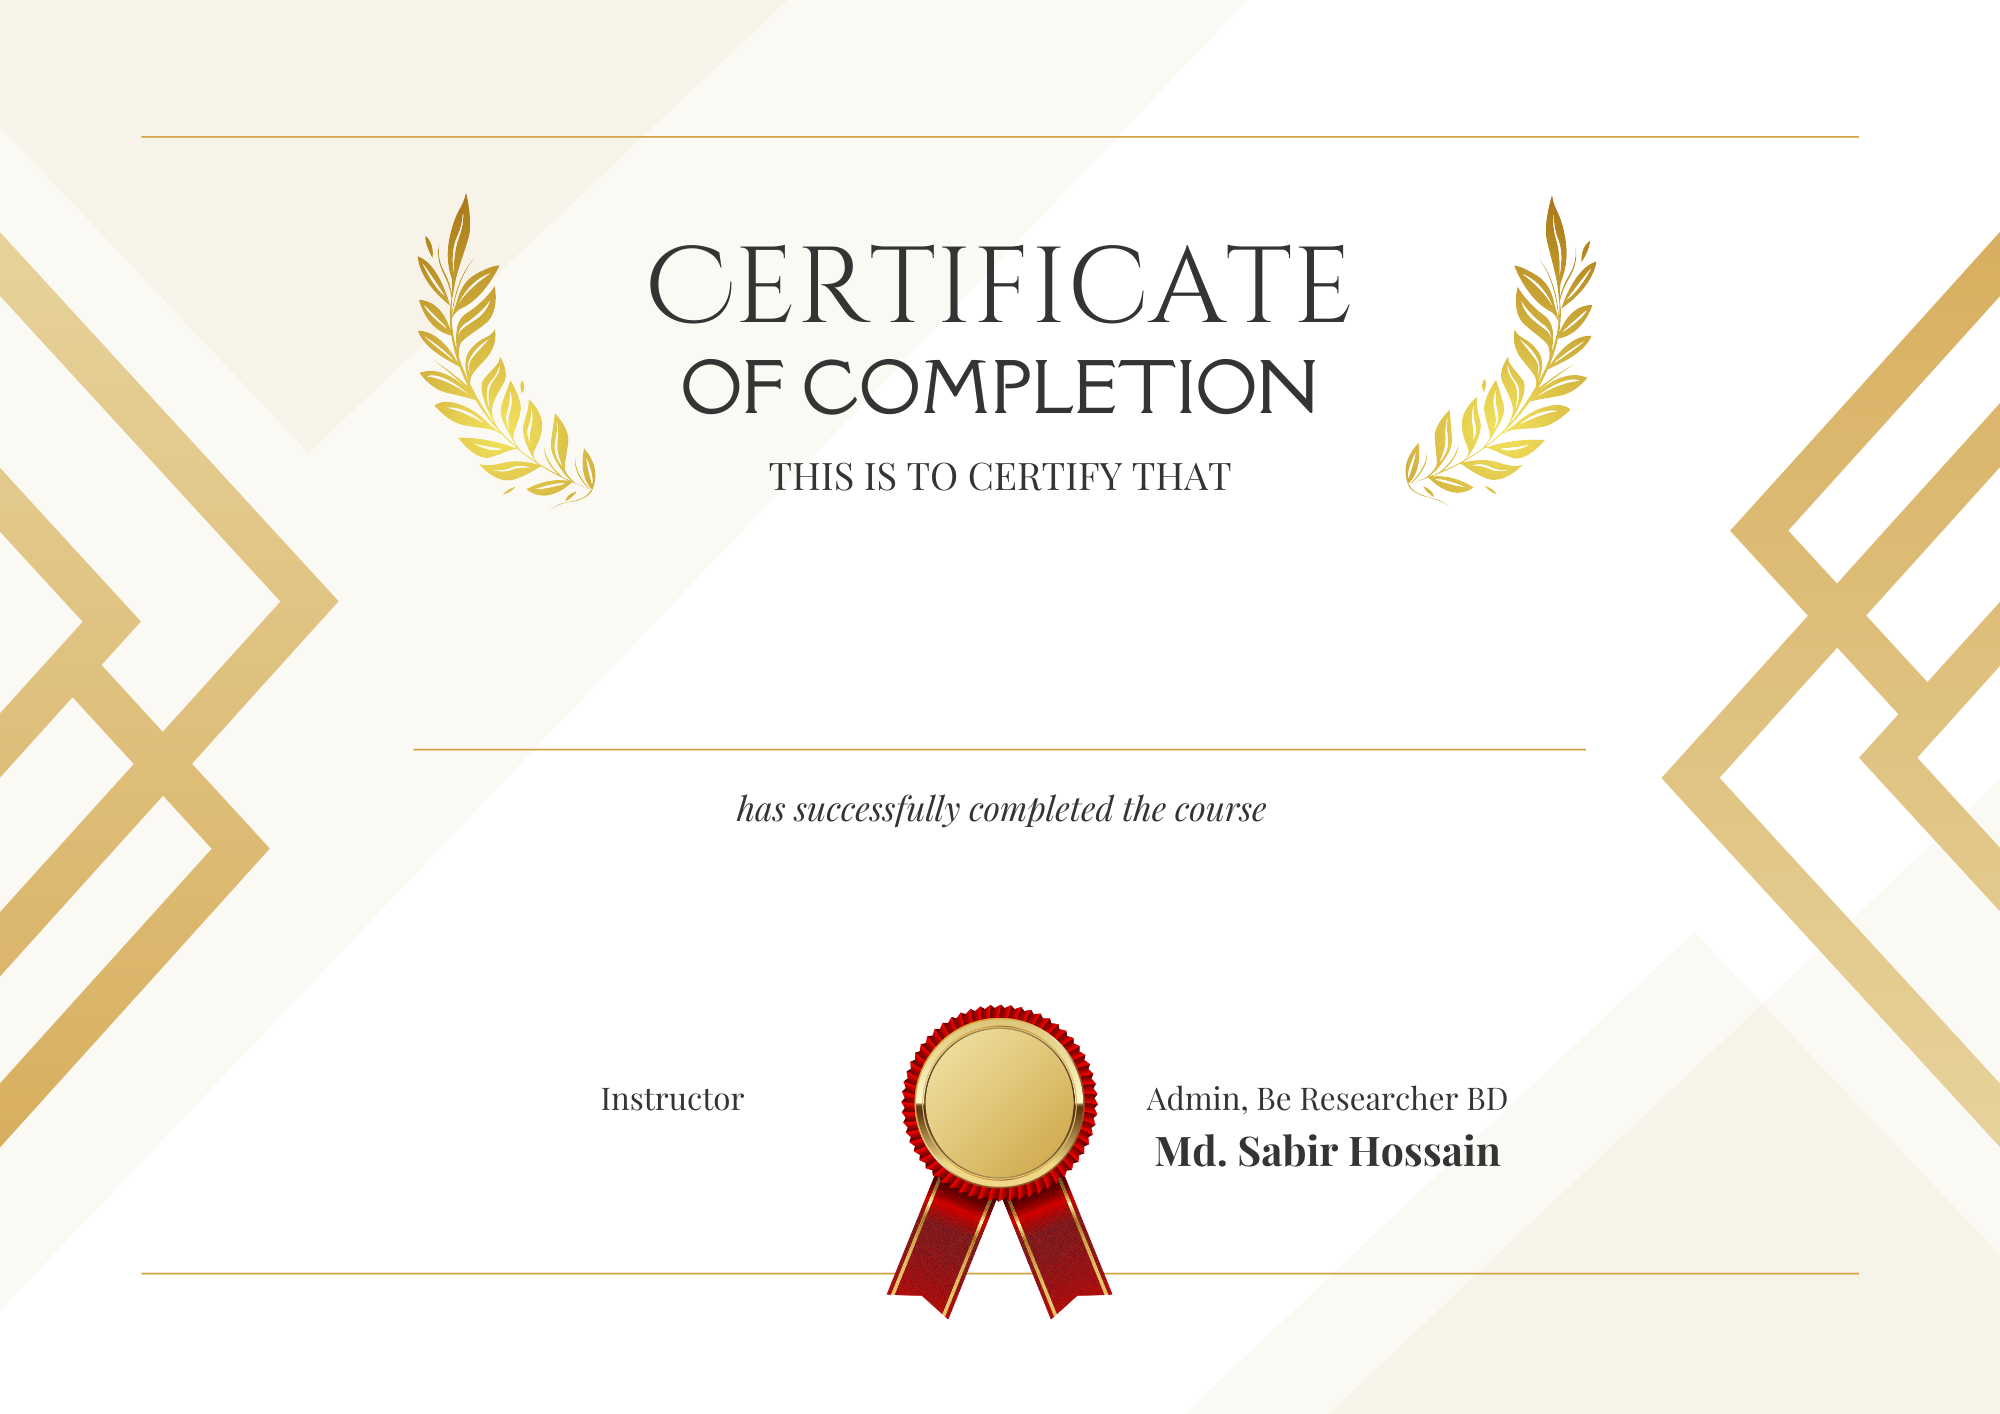 CERTIFICATE
OF COMPLETION
THIS IS TO CERTIFY THAT
has successfully completed the course
Instructor
Admin, Be Researcher BD
Md. Sabir Hossain